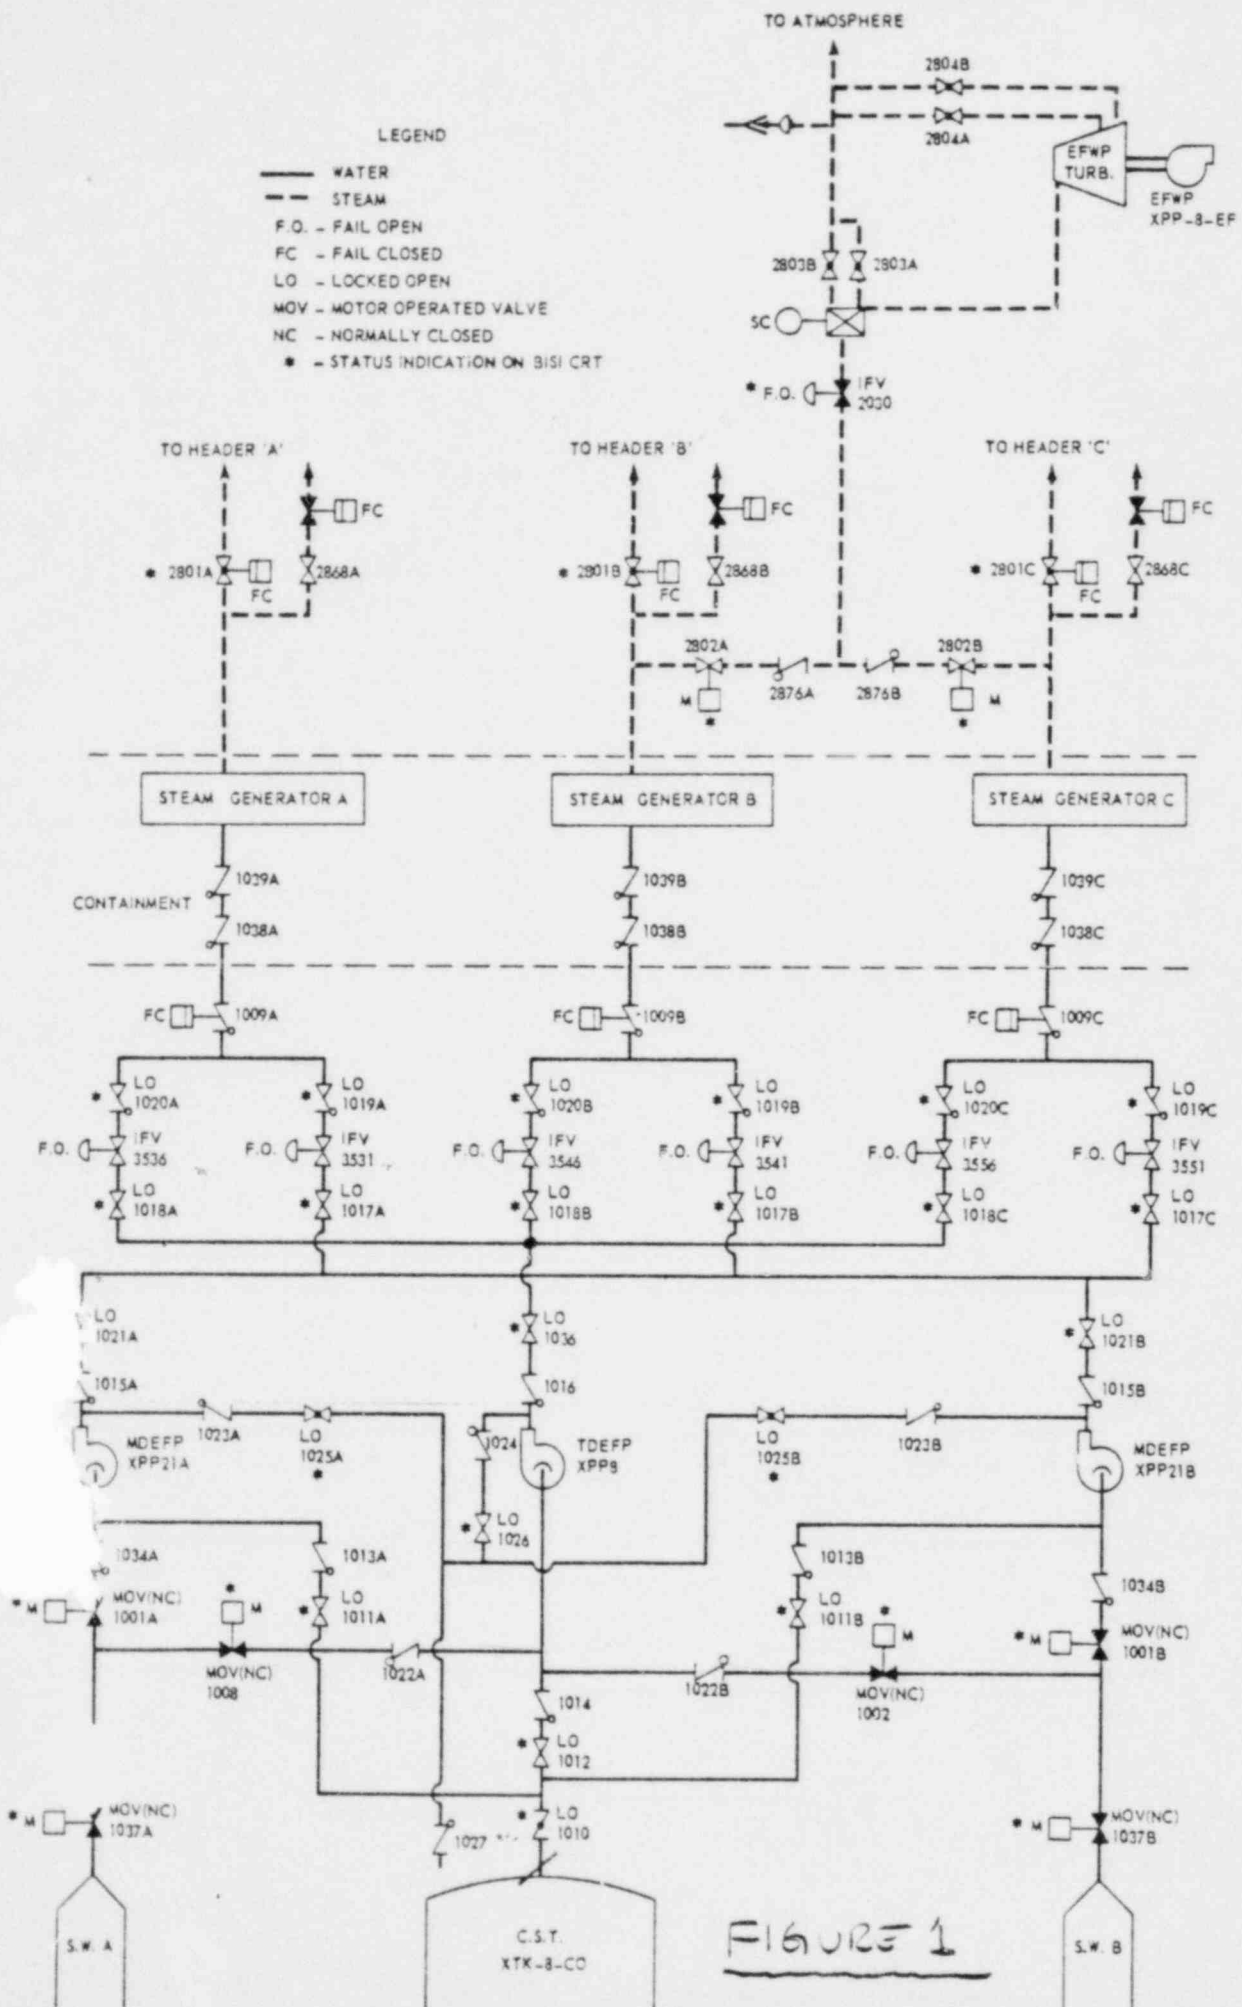 TO ATMOSPHERE
2804B
2804A
EFWP
TURB.
EFWP
XPP-8-EF
LEGEND
WATER
STEAM
F.O. - FAIL OPEN
FC - FAIL CLOSED
LO - LOCKED OPEN
MOV - MOTOR OPERATED VALVE
NC - NORMALLY CLOSED
* - STATUS INDICATION ON BISI CRT
2803B
2803A
SC
* F.O.
IFV
2030
TO HEADER 'A'
TO HEADER 'B'
TO HEADER 'C'
FC
FC
FC
* 2801A
FC
2868A
* 2801B
FC
2868B
* 2801C
FC
2868C
2802A
M
*
2876A
2876B
2802B
M
*
STEAM GENERATOR A
STEAM GENERATOR B
STEAM GENERATOR C
CONTAINMENT
1039A
1039B
1039C
1038A
1038B
1038C
FC
1009A
FC
1009B
FC
1009C
* LO
1020A
* LO
1019A
* LO
1020B
* LO
1019B
* LO
1020C
* LO
1019C
F.O.
IFV
3536
F.O.
IFV
3531
F.O.
IFV
3546
F.O.
IFV
3541
F.O.
IFV
3556
F.O.
IFV
3551
* LO
1018A
* LO
1017A
* LO
1018B
* LO
1017B
* LO
1018C
* LO
1017C
LO
1021A
* LO
1036
* LO
1021B
1015A
1016
1015B
1023A
LO
1025A
*
1024
LO
1025B
*
1023B
MDEFP
XPP21A
TDEFP
XPP8
MDEFP
XPP21B
* LO
1026
1034A
1013A
1013B
1034B
* M
MOV(NC)
1001A
* M
MOV(NC)
1008
* LO
1011A
* LO
1011B
* M
MOV(NC)
1002
* M
MOV(NC)
1001B
1022A
1022B
1014
* LO
1012
* LO
1010
1027
* M
MOV(NC)
1037A
* M
MOV(NC)
1037B
S.W. A
C.S.T.
XTK-8-CO
S.W. B
FIGURE 1